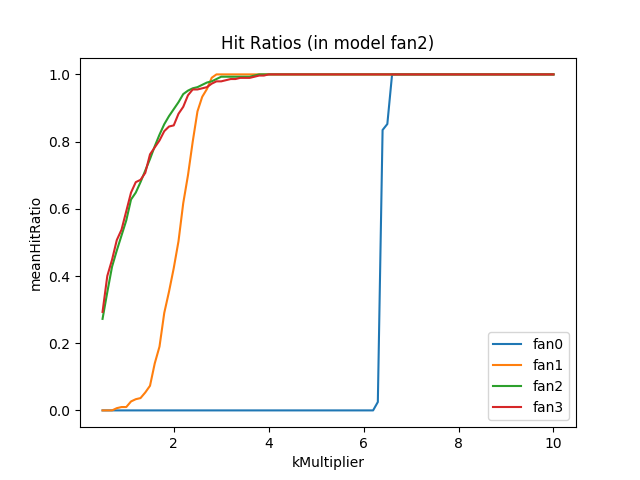 Hit Ratios (in model fan2)
meanHitRatio
1.0
0.8
0.6
0.4
0.2
0.0
2
4
6
8
10
kMultiplier
fan0
fan1
fan2
fan3